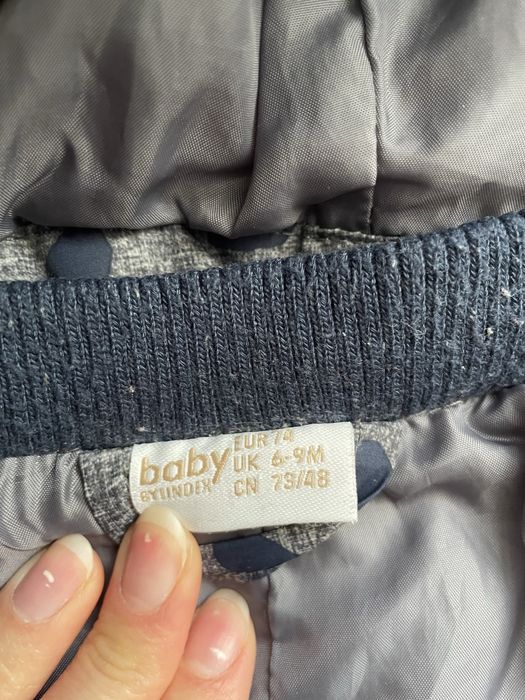 baby
BYLINDEX
EUR 74
UK 6-9M
CN 73/48